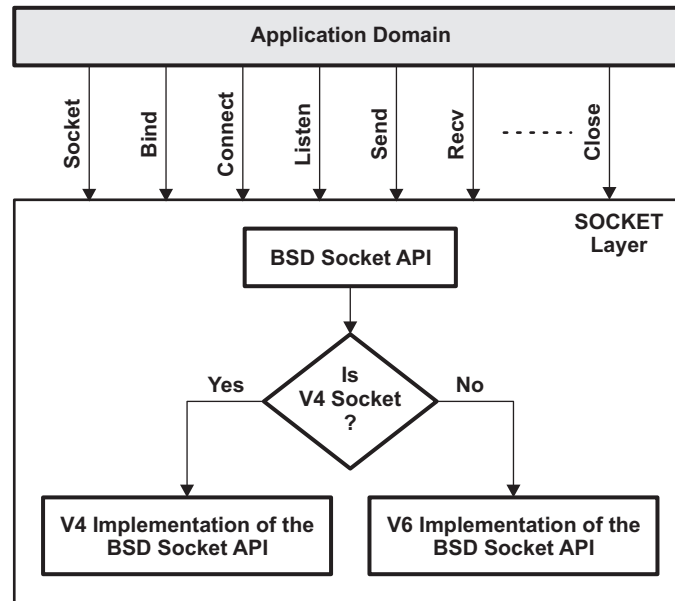 Application Domain
Socket
Bind
Connect
Listen
Send
Recv
Close
SOCKET
Layer
BSD Socket API
Is
V4 Socket
?
Yes
No
V4 Implementation of the
BSD Socket API
V6 Implementation of the
BSD Socket API